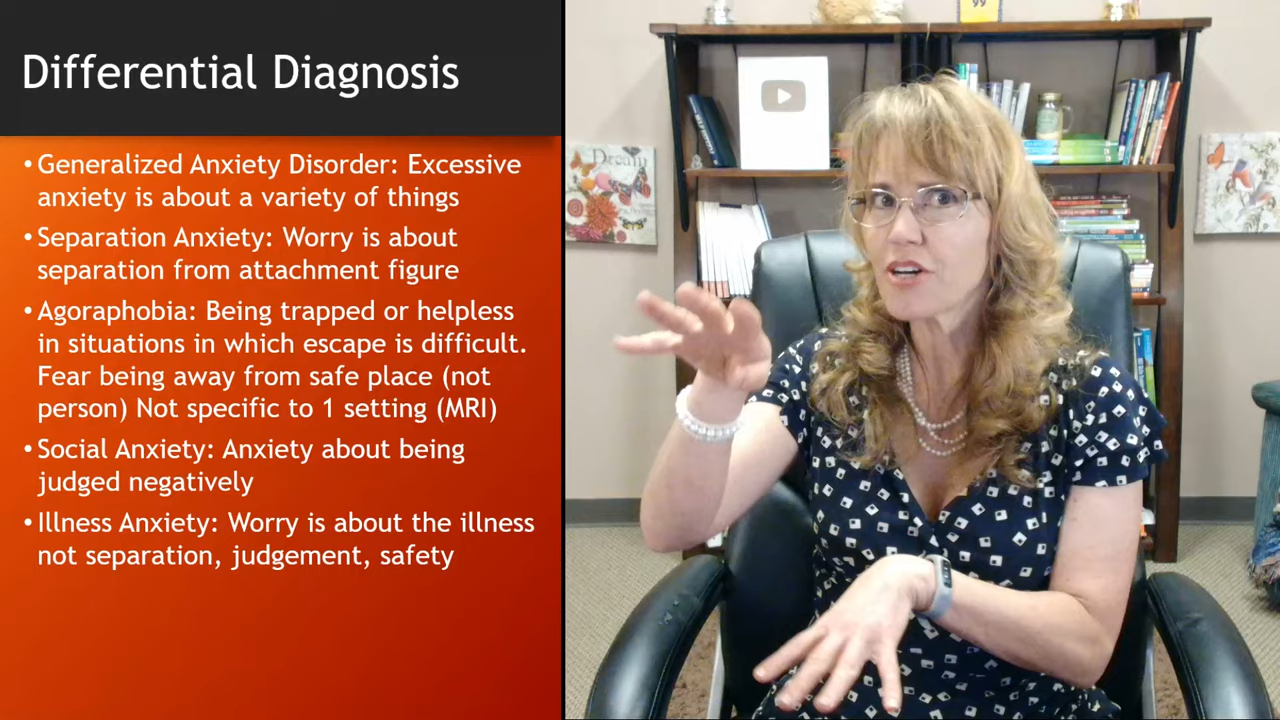 Differential Diagnosis
• Generalized Anxiety Disorder: Excessive
anxiety is about a variety of things
• Separation Anxiety: Worry is about
separation from attachment figure
• Agoraphobia: Being trapped or helpless
in situations in which escape is difficult.
Fear being away from safe place (not
person) Not specific to 1 setting (MRI)
• Social Anxiety: Anxiety about being
judged negatively
• Illness Anxiety: Worry is about the illness
not separation, judgement, safety
99
Dream